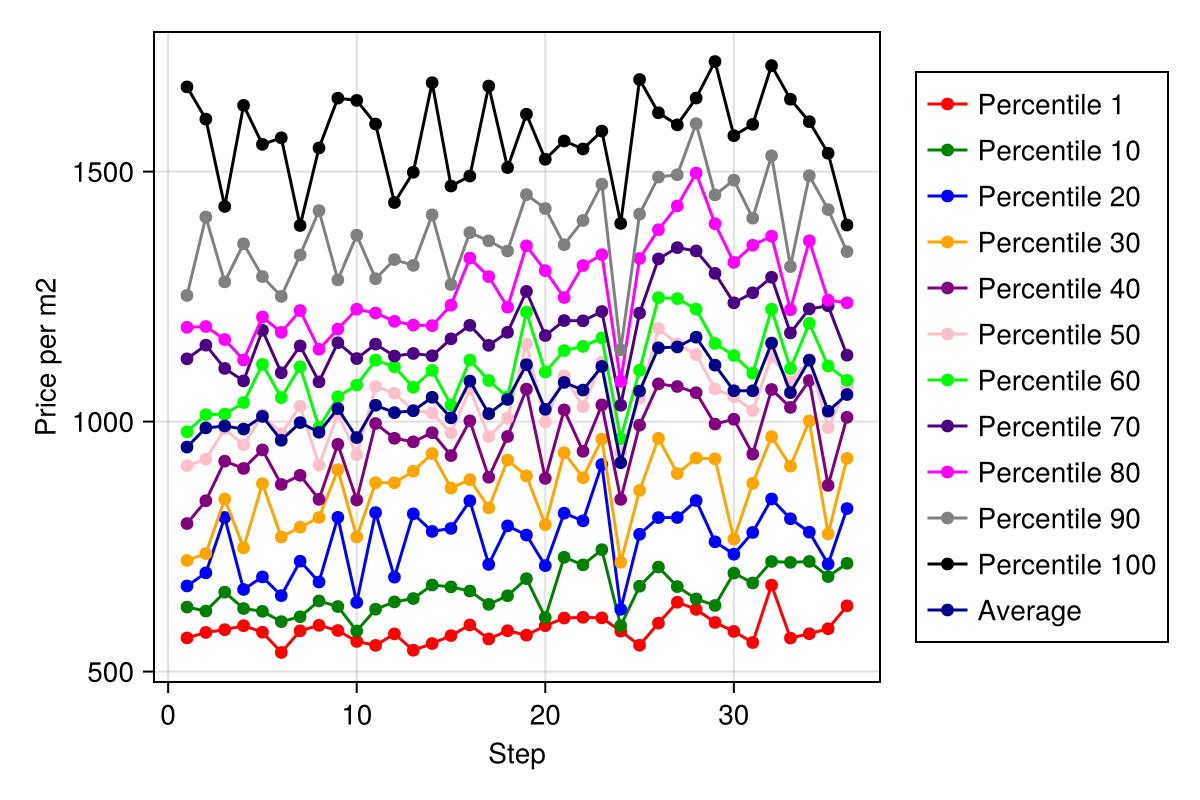 1500
1000
500
Price per m2
0 10 20 30
Step
Percentile 1
Percentile 10
Percentile 20
Percentile 30
Percentile 40
Percentile 50
Percentile 60
Percentile 70
Percentile 80
Percentile 90
Percentile 100
Average